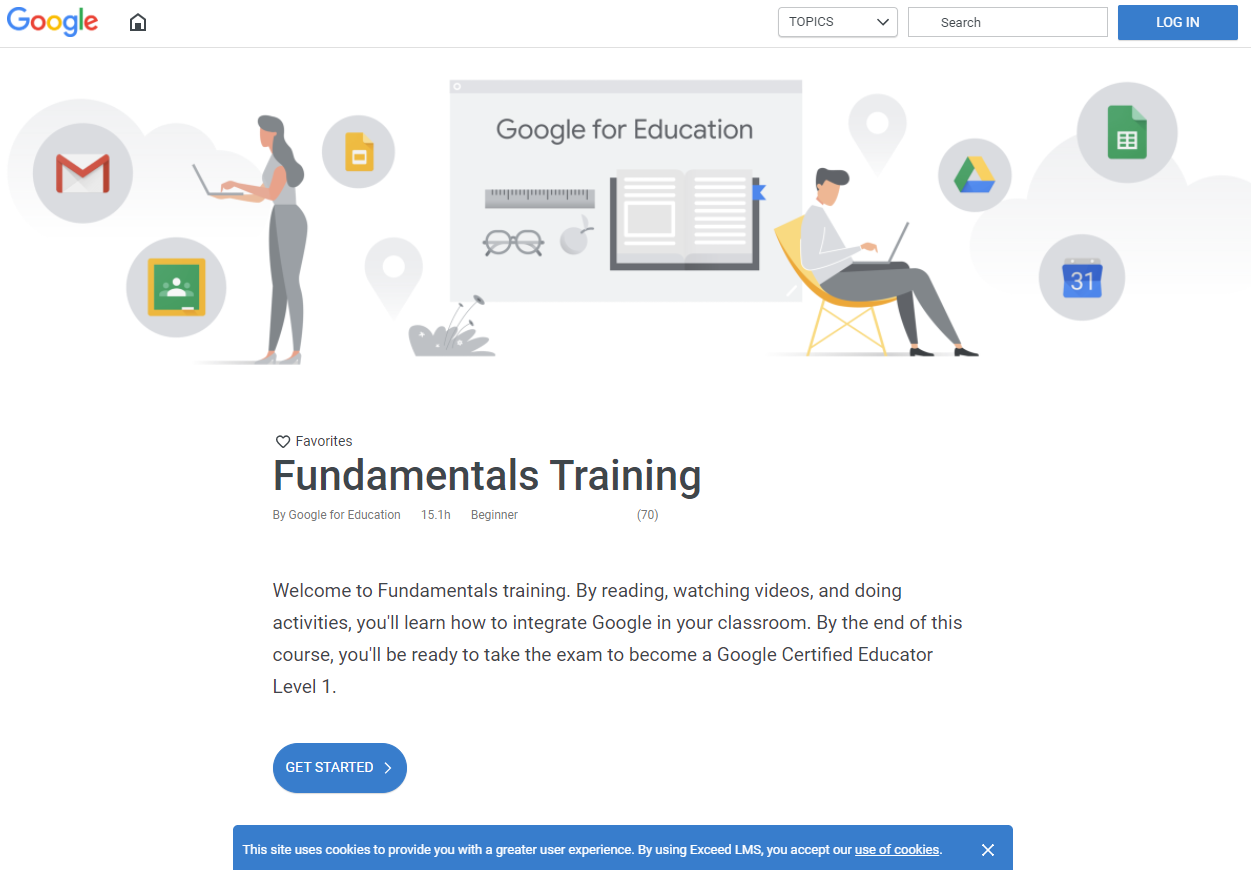 Google
TOPICS
Search
LOG IN
Google for Education
31
Favorites
Fundamentals Training
By Google for Education 15.1h Beginner (70)
Welcome to Fundamentals training. By reading, watching videos, and doing
activities, you'll learn how to integrate Google in your classroom. By the end of this
course, you'll be ready to take the exam to become a Google Certified Educator
Level 1.
GET STARTED
This site uses cookies to provide you with a greater user experience. By using Exceed LMS, you accept our use of cookies.